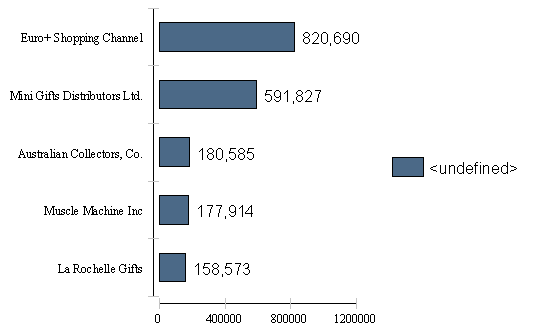 Euro+ Shopping Channel 820,690
Mini Gifts Distributors Ltd. 591,827
Australian Collectors, Co. 180,585
<undefined>
Muscle Machine Inc 177,914
La Rochelle Gifts 158,573
0 400000 800000 1200000